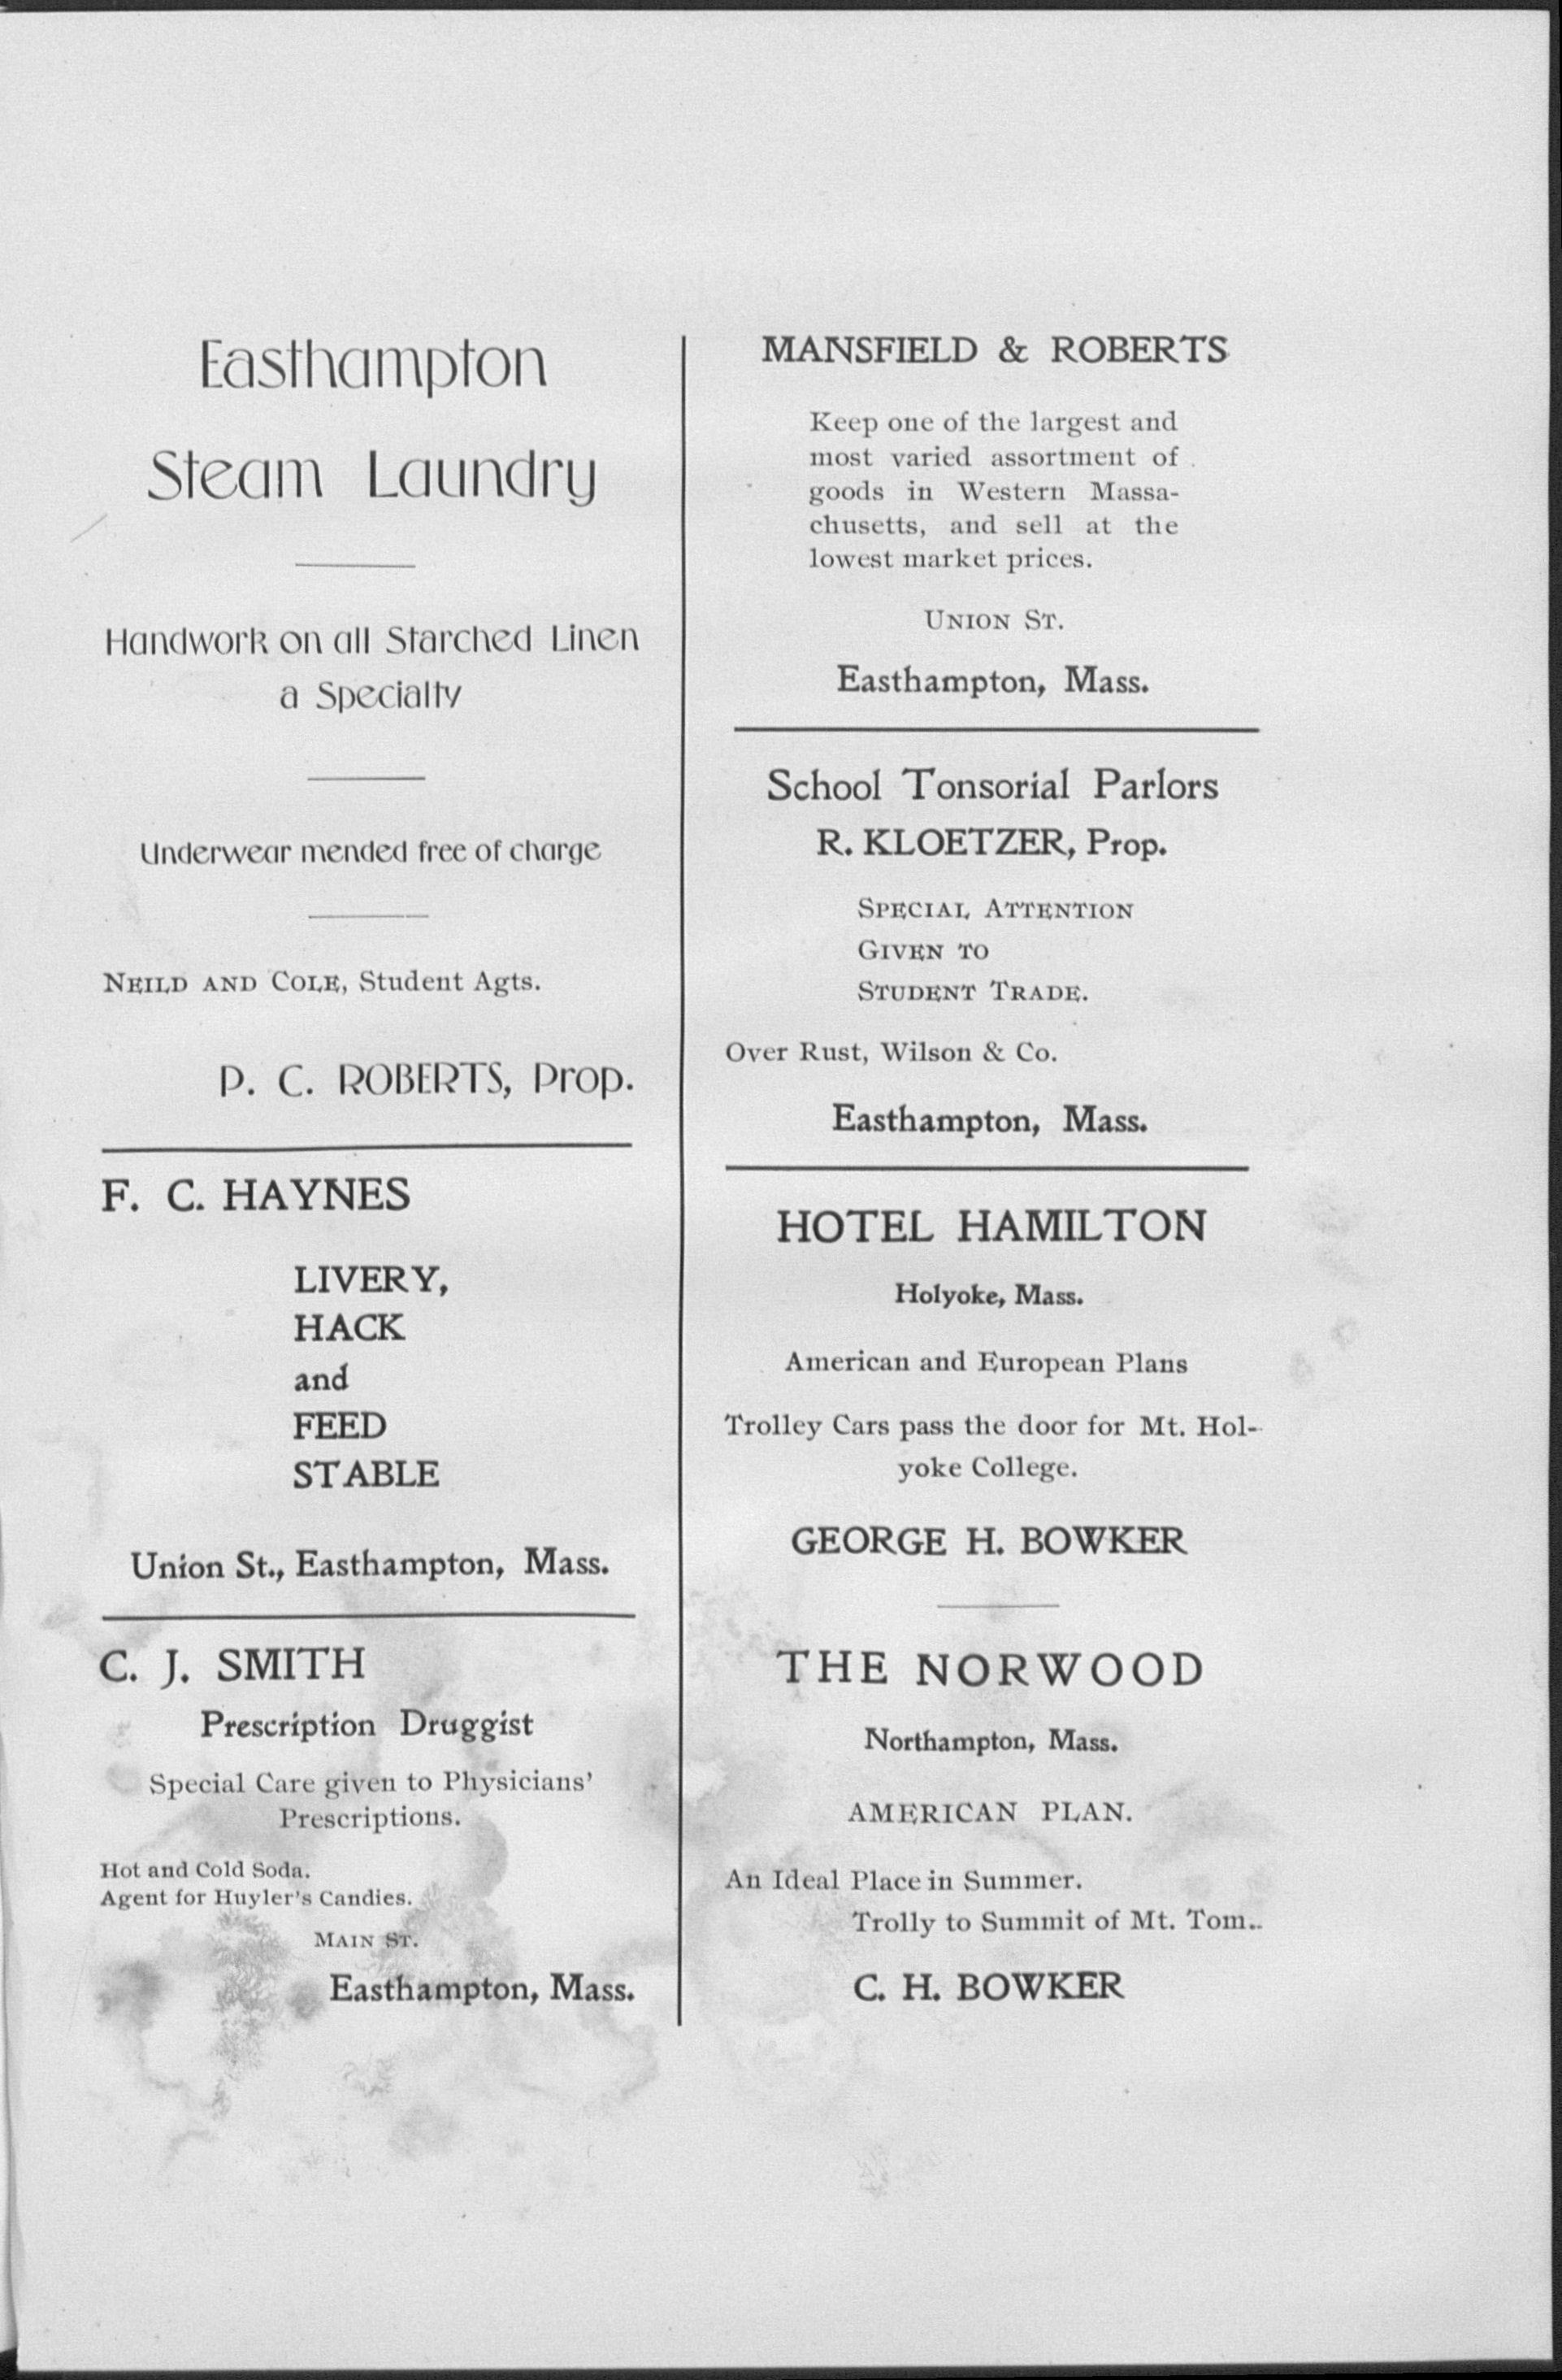 Easthampton
Steam Laundry
Handwork on all Starched Linen
a Specialty
Underwear mended free of charge
NEILD AND COLE, Student Agts.
P. C. ROBERTS, Prop.
F. C. HAYNES
LIVERY,
HACK
and
FEED
STABLE
Union St., Easthampton, Mass.
C. J. SMITH
Prescription Druggist
Special Care given to Physicians'
Prescriptions.
Hot and Cold Soda.
Agent for Huyler's Candies.
MAIN ST.
Easthampton, Mass.
MANSFIELD & ROBERTS
Keep one of the largest and
most varied assortment of
goods in Western Massa-
chusetts, and sell at the
lowest market prices.
UNION ST.
Easthampton, Mass.
School Tonsorial Parlors
R. KLOETZER, Prop.
SPECIAL ATTENTION
GIVEN TO
STUDENT TRADE.
Over Rust, Wilson & Co.
Easthampton, Mass.
HOTEL HAMILTON
Holyoke, Mass.
American and European Plans
Trolley Cars pass the door for Mt. Hol-
yoke College.
GEORGE H. BOWKER
THE NORWOOD
Northampton, Mass.
AMERICAN PLAN.
An Ideal Place in Summer.
Trolly to Summit of Mt. Tom..
C. H. BOWKER